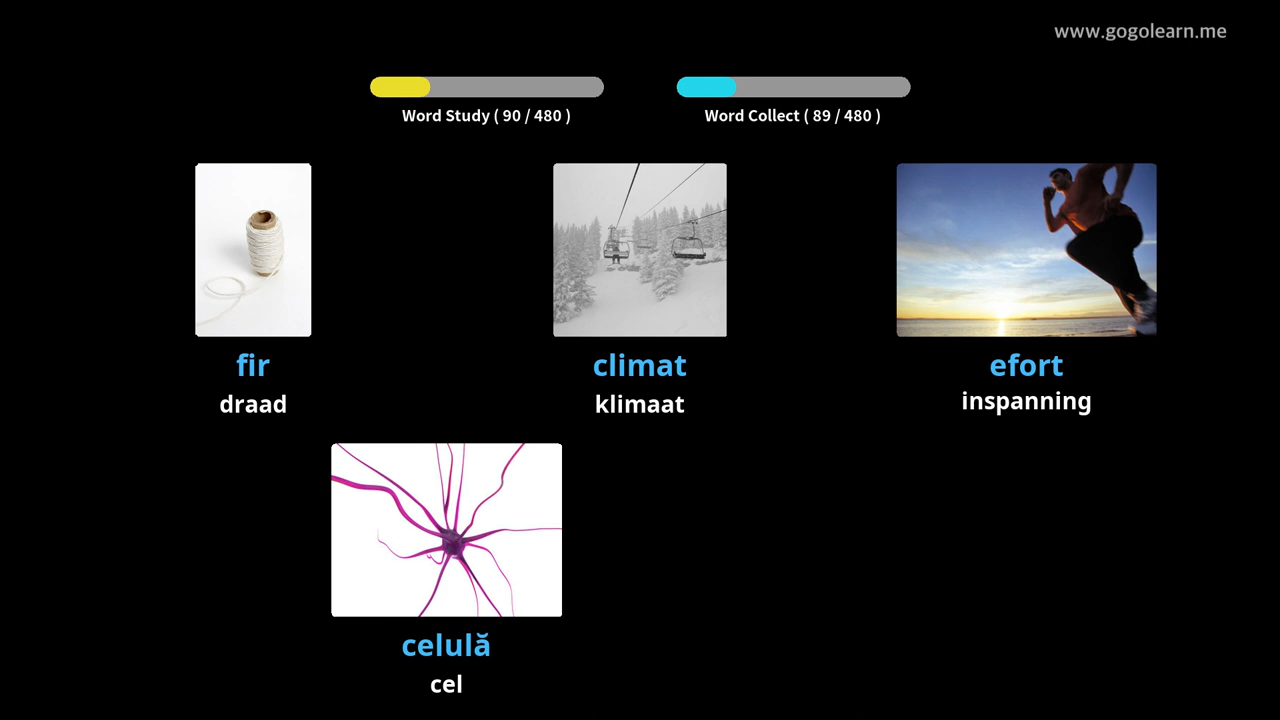 www.gogolearn.me
Word Study ( 90 / 480 )
Word Collect ( 89 / 480 )
fir
draad
climat
klimaat
efort
inspanning
celulă
cel